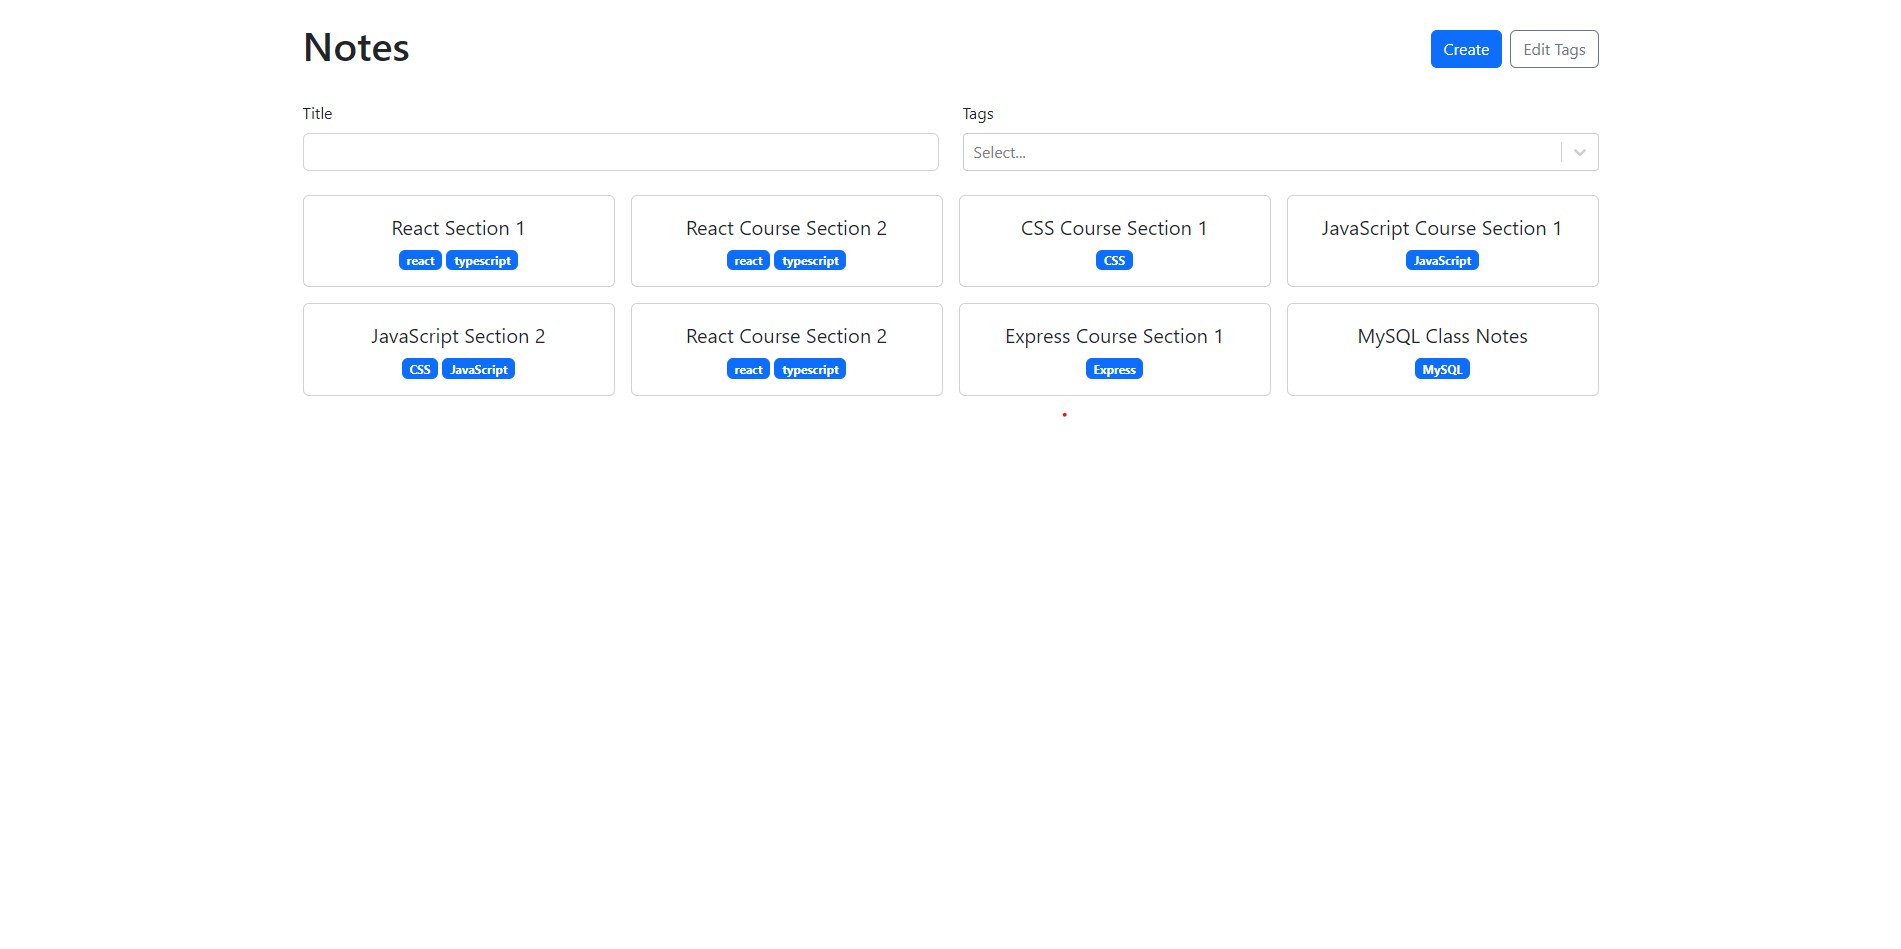 Notes
Create
Edit Tags
Title
Tags
Select...
React Section 1
react typescript
React Course Section 2
react typescript
CSS Course Section 1
CSS
JavaScript Course Section 1
JavaScript
JavaScript Section 2
CSS JavaScript
React Course Section 2
react typescript
Express Course Section 1
Express
MySQL Class Notes
MySQL